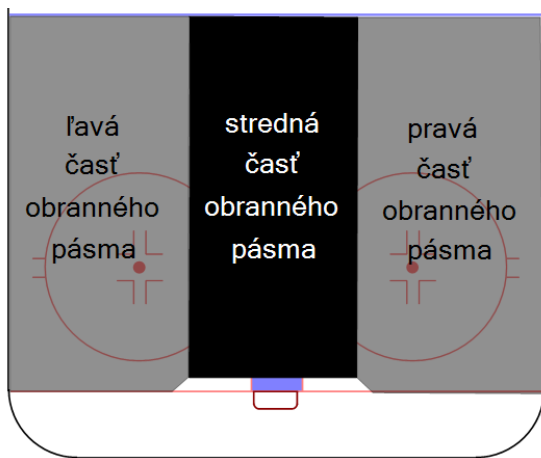 ľavá
časť
obranného
pásma
stredná
časť
obranného
pásma
pravá
časť
obranného
pásma